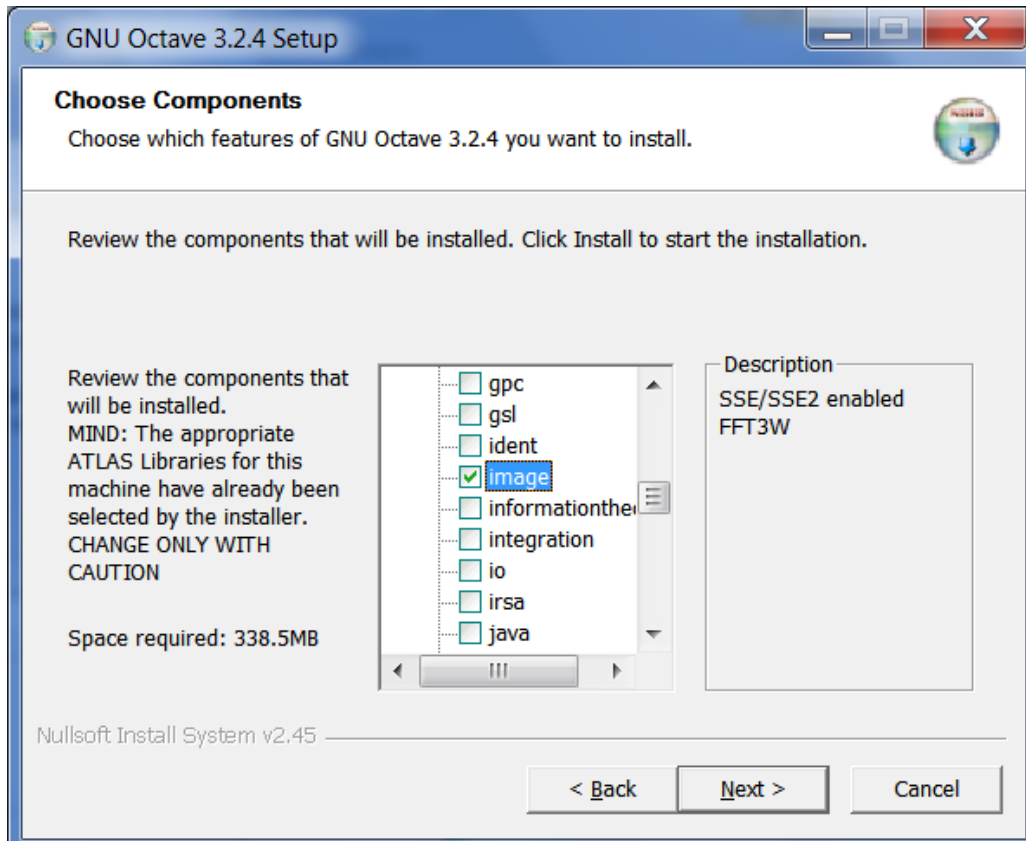 GNU Octave 3.2.4 Setup
Choose Components
Choose which features of GNU Octave 3.2.4 you want to install.
Review the components that will be installed. Click Install to start the installation.
Review the components that
will be installed.
MIND: The appropriate
ATLAS Libraries for this
machine have already been
selected by the installer.
CHANGE ONLY WITH
CAUTION
Space required: 338.5MB
gpc
gsl
ident
image
informationthe
integration
io
irsa
java
Description
SSE/SSE2 enabled
FFT3W
Nullsoft Install System v2.45
< Back
Next >
Cancel